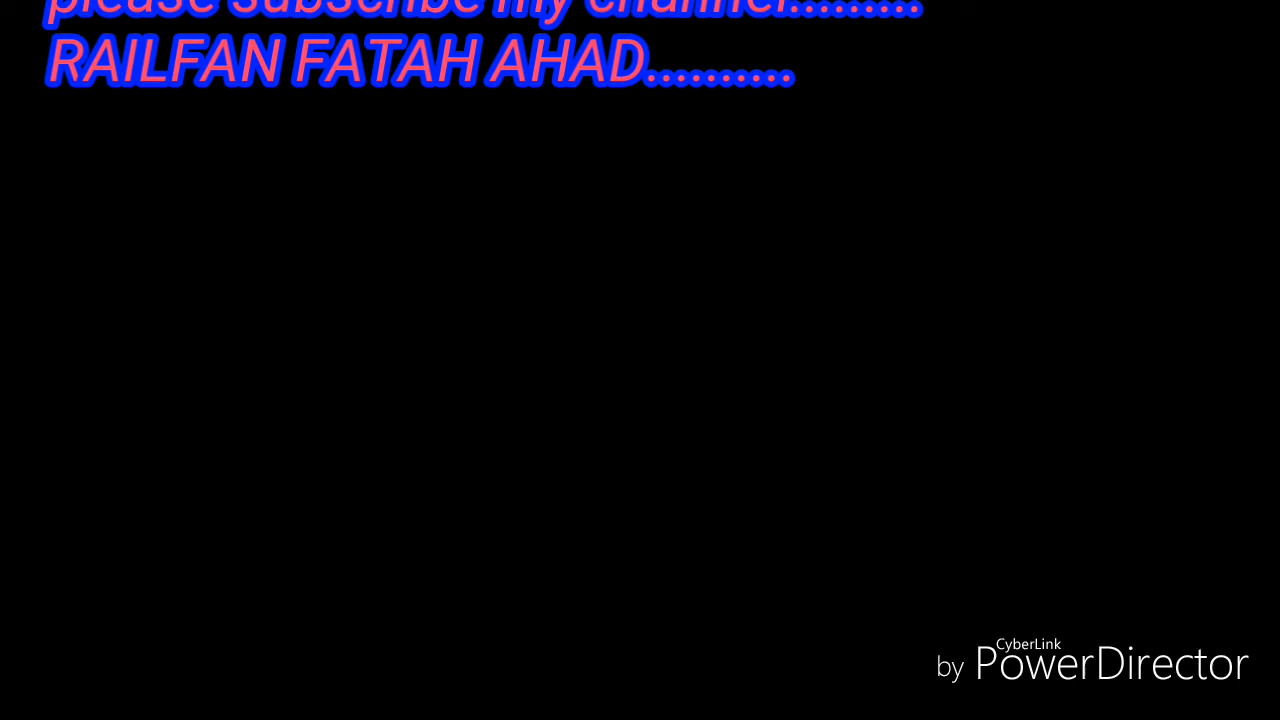 please subscribe my channel.........
RAILFAN FATAH AHAD..........
CyberLink
by PowerDirector